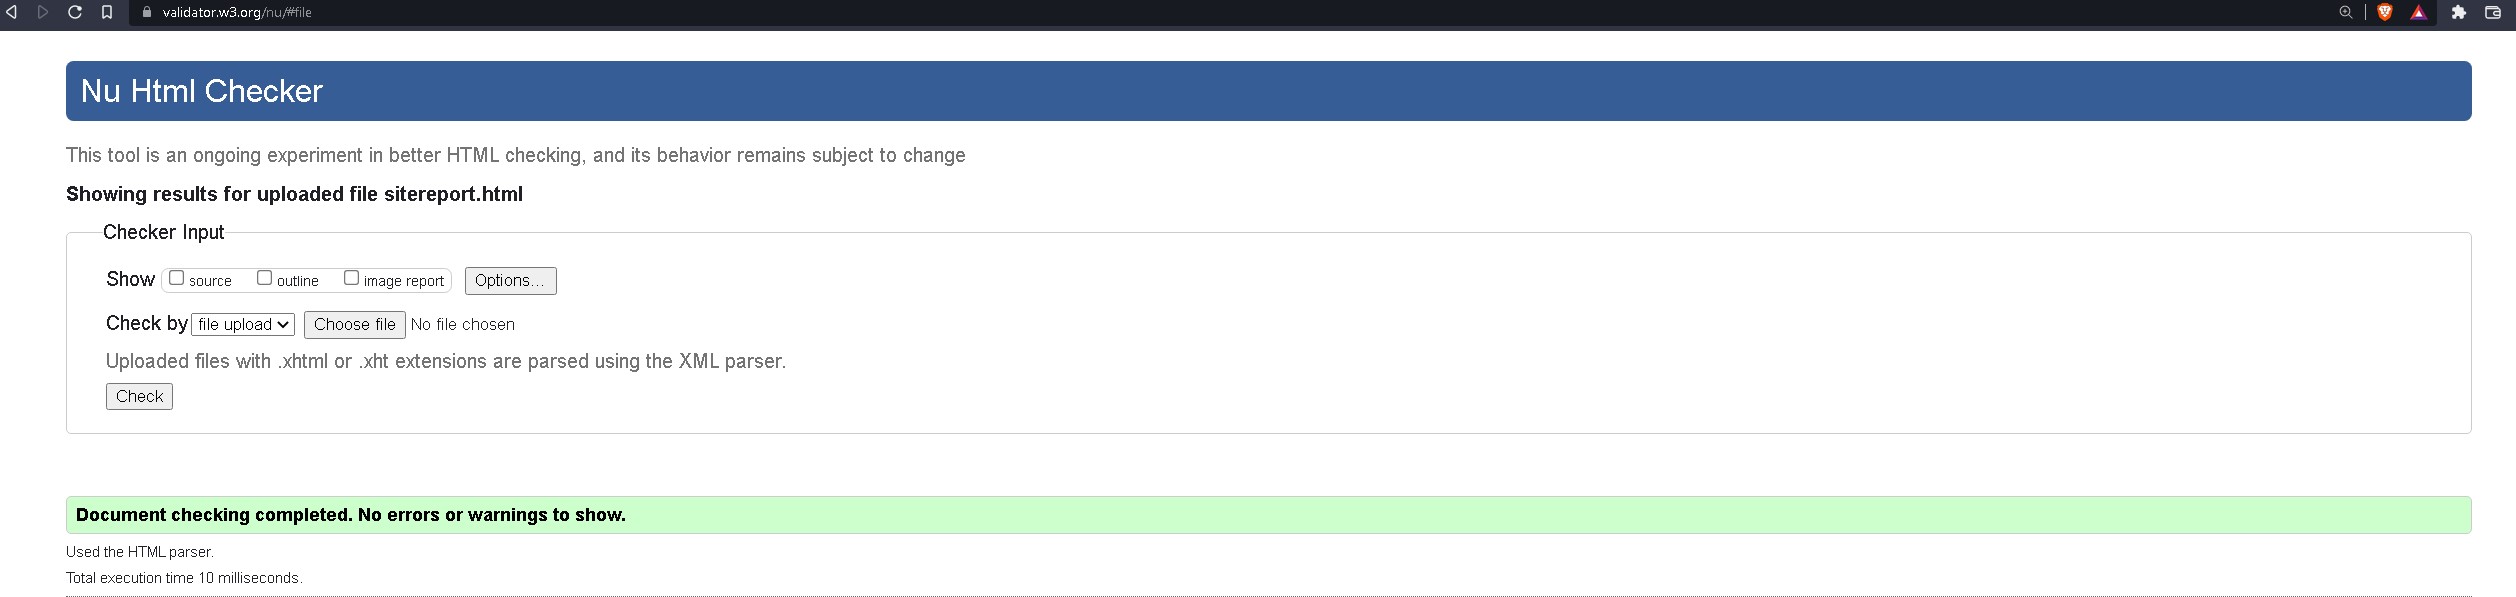 validator.w3.org/nu/#file
Nu Html Checker
This tool is an ongoing experiment in better HTML checking, and its behavior remains subject to change
Showing results for uploaded file sitereport.html
Checker Input
Show source outline image report Options...
Check by file upload Choose file No file chosen
Uploaded files with .xhtml or .xht extensions are parsed using the XML parser.
Check
Document checking completed. No errors or warnings to show.
Used the HTML parser.
Total execution time 10 milliseconds.